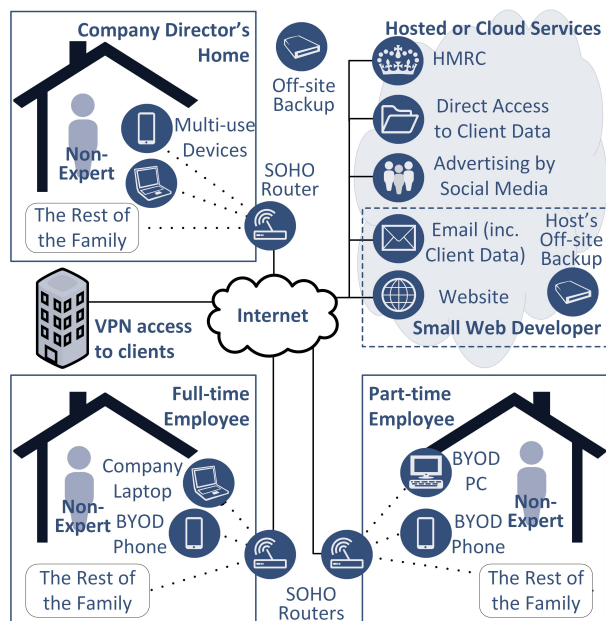 Company Director's
Home
Non-
Expert
Multi-use
Devices
The Rest of
the Family
SOHO
Router
Off-site
Backup
Hosted or Cloud Services
HMRC
Direct Access
to Client Data
Advertising by
Social Media
Email (inc.
Client Data)
Host's
Off-site
Backup
Website
Small Web Developer
VPN access
to clients
Internet
Full-time
Employee
Non-
Expert
Company
Laptop
BYOD
Phone
The Rest of
the Family
SOHO
Routers
Part-time
Employee
BYOD
PC
BYOD
Phone
Non-
Expert
The Rest of
the Family